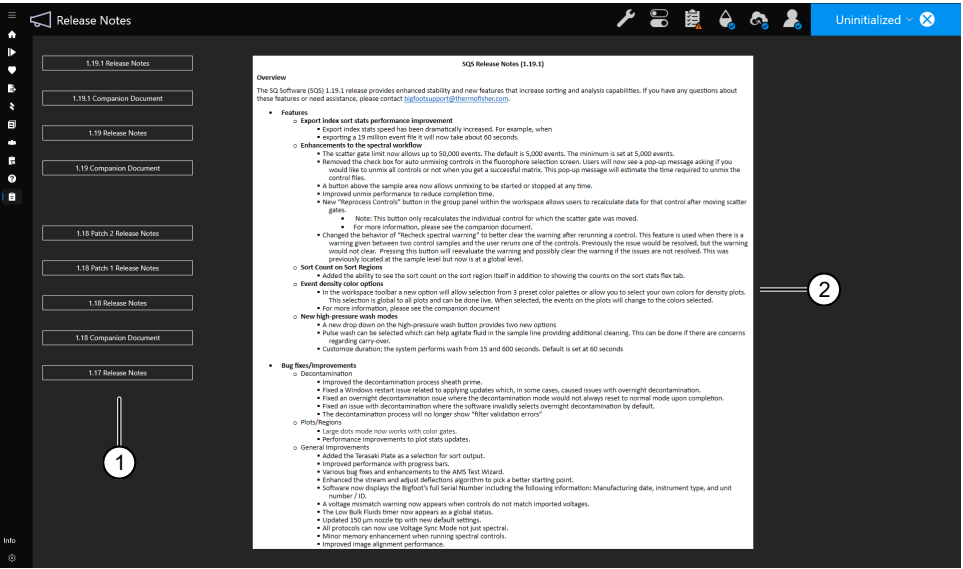 Release Notes
Uninitialized
1.19.1 Release Notes
1.19.1 Companion Document
1.19 Release Notes
1.19 Companion Document
1.18 Patch 2 Release Notes
1.18 Patch 1 Release Notes
1.18 Release Notes
1.18 Companion Document
1.17 Release Notes
1
SQS Release Notes (1.19.1)
Overview
The SQ Software (SQS) 1.19.1 release provides enhanced stability and new features that increase sorting and analysis capabilities. If you have any questions about
these features or need assistance, please contact bigfootsupport@thermofisher.com.
• Features
o Export index sort stats performance improvement
▪ Export index stats speed has been dramatically increased. For example, when
▪ exporting a 19 million event file it will now take about 60 seconds.
o Enhancements to the spectral workflow
▪ The scatter gate limit now allows up to 50,000 events. The default is 5,000 events. The minimum is set at 5,000 events.
▪ Removed the check box for auto unmixing controls in the fluorophore selection screen. Users will now see a pop-up message asking if you
would like to unmix all controls or not when you get a successful matrix. This pop-up message will estimate the time required to unmix the
control files.
▪ A button above the sample area now allows unmixing to be started or stopped at any time.
▪ Improved unmix performance to reduce completion time.
▪ New “Reprocess Controls” button in the group panel within the workspace allows users to recalculate data for that control after moving scatter
gates.
• Note: This button only recalculates the individual control for which the scatter gate was moved.
• For more information, please see the companion document.
▪ Changed the behavior of “Recheck spectral warning” to better clear the warning after rerunning a control. This feature is used when there is a
warning given between two control samples and the user reruns one of the controls. Previously the issue would be resolved, but the warning
would not clear. Pressing this button will reevaluate the warning and possibly clear the warning if the issues are not resolved. This was
previously located at the sample level but now is at a global level.
o Sort Count on Sort Regions
▪ Added the ability to see the sort count on the sort region itself in addition to showing the counts on the sort stats flex tab.
o Event density color options
▪ In the workspace toolbar a new option will allow selection from 3 preset color palettes or allow you to select your own colors for density plots.
This selection is global to all plots and can be done live. When selected, the events on the plots will change to the colors selected.
▪ For more information, please see the companion document
o New high-pressure wash modes
▪ A new drop down on the high-pressure wash button provides two new options
▪ Pulse wash can be selected which can help agitate fluid in the sample line providing additional cleaning. This can be done if there are concerns
regarding carry-over.
▪ Customize duration; the system performs wash from 15 and 600 seconds. Default is set at 60 seconds
• Bug fixes/Improvements
o Decontamination
▪ Improved the decontamination process sheath prime.
▪ Fixed a Windows restart issue related to applying updates which, in some cases, caused issues with overnight decontamination.
▪ Fixed an overnight decontamination issue where the decontamination mode would not always reset to normal mode upon completion.
▪ Fixed an issue with decontamination where the software invalidly selects overnight decontamination by default.
▪ The decontamination process will no longer show “filter validation errors”
o Plots/Regions
▪ Large dots mode now works with color gates.
▪ Performance improvements to plot stats updates.
o General Improvements
▪ Added the Terasaki Plate as a selection for sort output.
▪ Improved performance with progress bars.
▪ Various bug fixes and enhancements to the AMS Test Wizard.
▪ Enhanced the stream and adjust deflections algorithm to pick a better starting point.
▪ Software now displays the Bigfoot’s full Serial Number including the following information: Manufacturing date, instrument type, and unit
number / ID.
▪ A voltage mismatch warning now appears when controls do not match imported voltages.
▪ The Low Bulk Fluids timer now appears as a global status.
▪ Updated 150 µm nozzle tip with new default settings.
▪ All protocols can now use Voltage Sync Mode not just spectral.
▪ Minor memory enhancement when running spectral controls.
▪ Improved image alignment performance.
2
Info